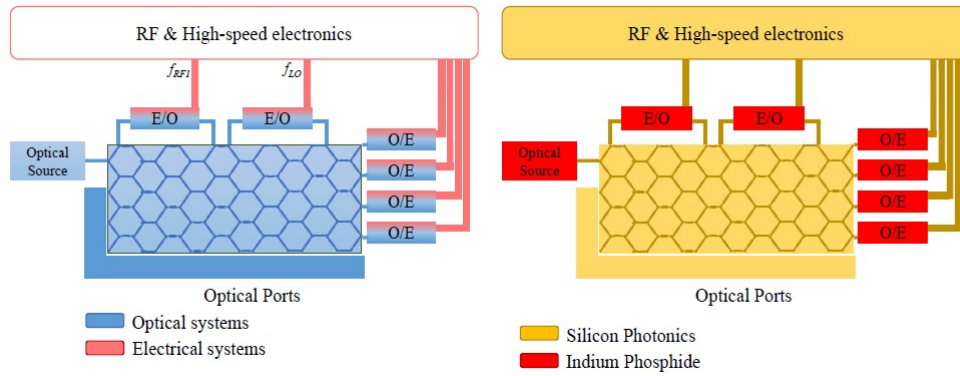 RF & High-speed electronics
fRF1
fLO
E/O
E/O
O/E
Optical
Source
O/E
O/E
O/E
Optical Ports
Optical systems
Electrical systems
RF & High-speed electronics
E/O
E/O
O/E
Optical
Source
O/E
O/E
O/E
Optical Ports
Silicon Photonics
Indium Phosphide